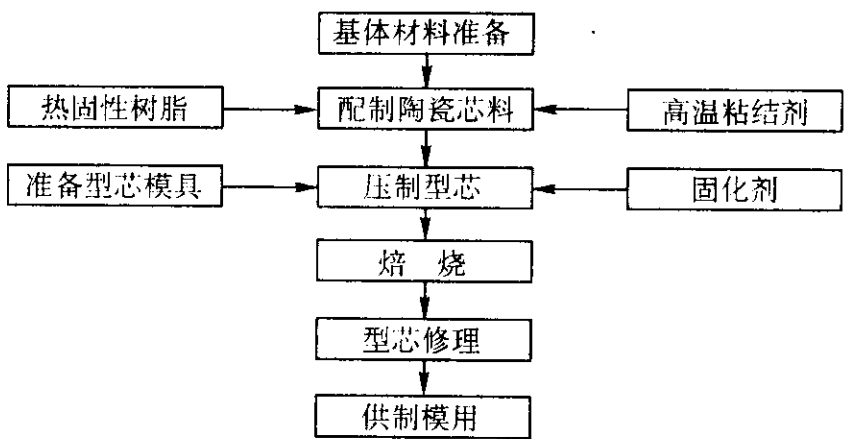 基体材料准备
热固性树脂
配制陶瓷芯料
高温粘结剂
准备型芯模具
压制型芯
固化剂
焙 烧
型芯修理
供制模用